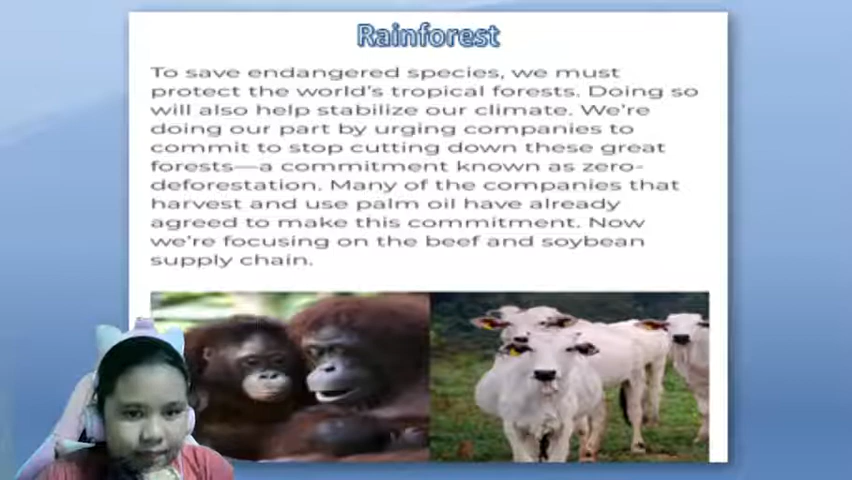 Rainforest
To save endangered species, we must
protect the world's tropical forests. Doing so
will also help stabilize our climate. We're
doing our part by urging companies to
commit to stop cutting down these great
forests—a commitment known as zero-
deforestation. Many of the companies that
harvest and use palm oil have already
agreed to make this commitment. Now
we're focusing on the beef and soybean
supply chain.